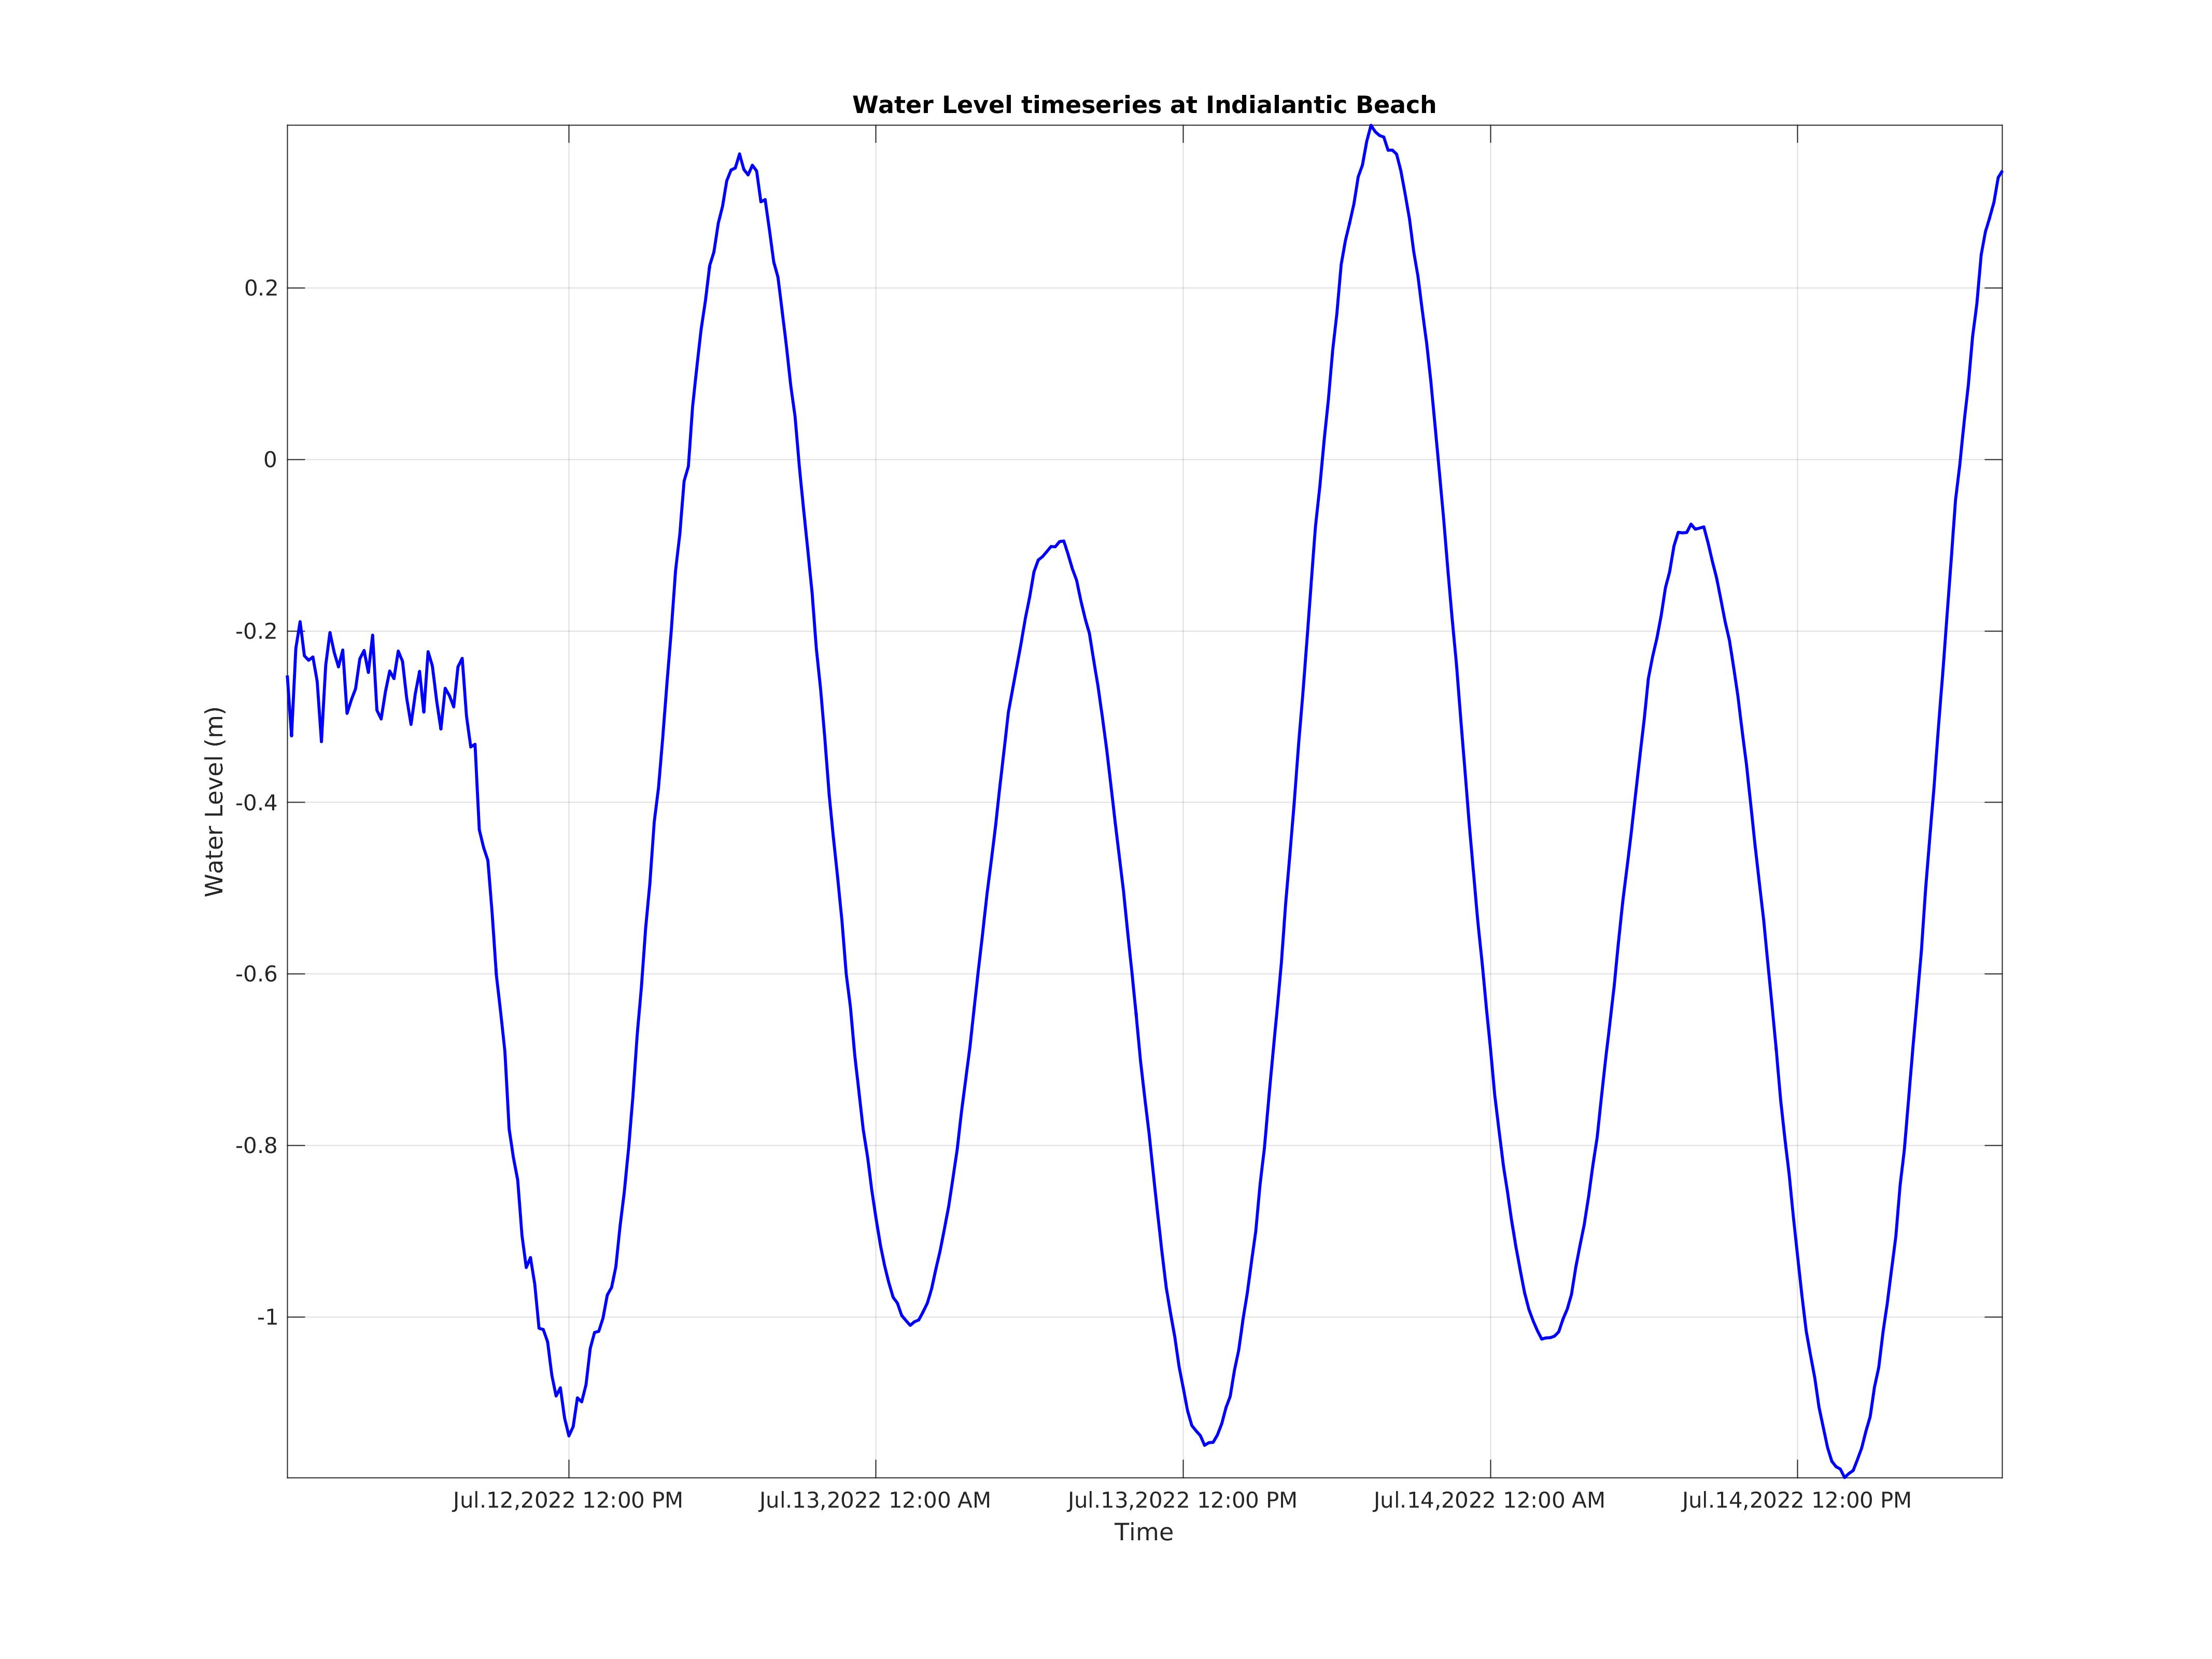 Water Level timeseries at Indialantic Beach
0.2
0
-0.2
-0.4
-0.6
-0.8
-1
Water Level (m)
Jul.12,2022 12:00 PM
Jul.13,2022 12:00 AM
Jul.13,2022 12:00 PM
Jul.14,2022 12:00 AM
Jul.14,2022 12:00 PM
Time